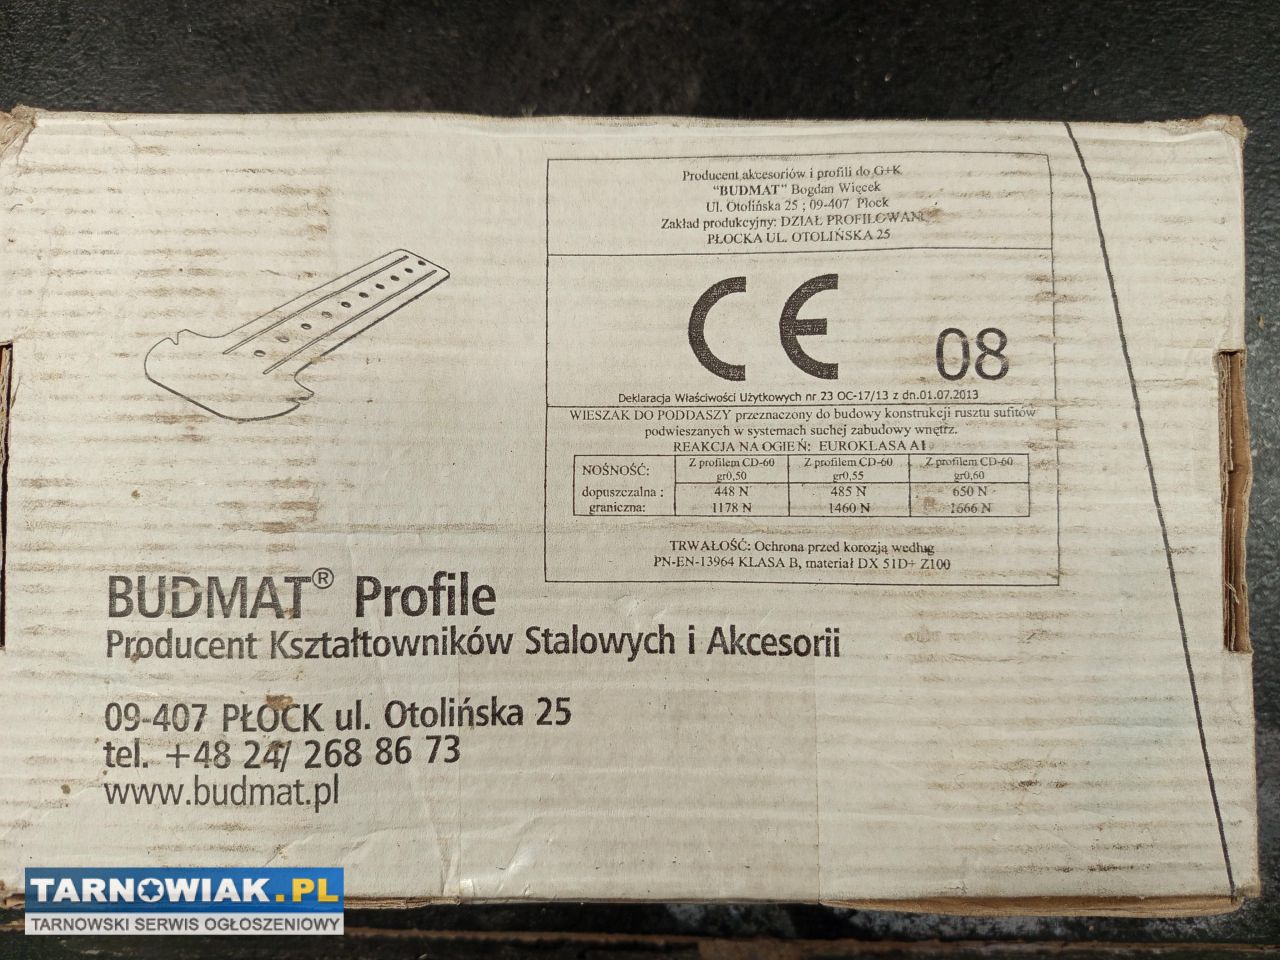 Producent akcesoriów i profili do G+K
"BUDMAT" Bogdan Więcek
Ul. Otolińska 25 ; 09-407 Płock
Zakład produkcyjny: DZIAŁ PROFILOWAN
PŁOCKA UL. OTOLIŃSKA 25
CE
08
Deklaracja Właściwości Użytkowych nr 23 OC-17/13 z dn.01.07.2013
WIESZAK DO PODDASZY przeznaczony do budowy konstrukcji rusztu sufitów
podwieszanych w systemach suchej zabudowy wnętrz.
REAKCJA NA OGIEŃ: EUROKLASA A1
NOŚNOŚĆ: Z profilem CD-60 gr0,50 Z profilem CD-60 gr0,55 Z profilem CD-60 gr0,60
dopuszczalna : 448 N 485 N 650 N
graniczna: 1178 N 1460 N 1666 N
TRWAŁOŚĆ: Ochrona przed korozją według
PN-EN-13964 KLASA B, materiał DX 51D+ Z100
BUDMAT® Profile
Producent Kształtowników Stalowych i Akcesorii
09-407 PŁOCK ul. Otolińska 25
tel. +48 24/ 268 86 73
www.budmat.pl
TARNOWIAK.PL
TARNOWSKI SERWIS OGŁOSZENIOWY